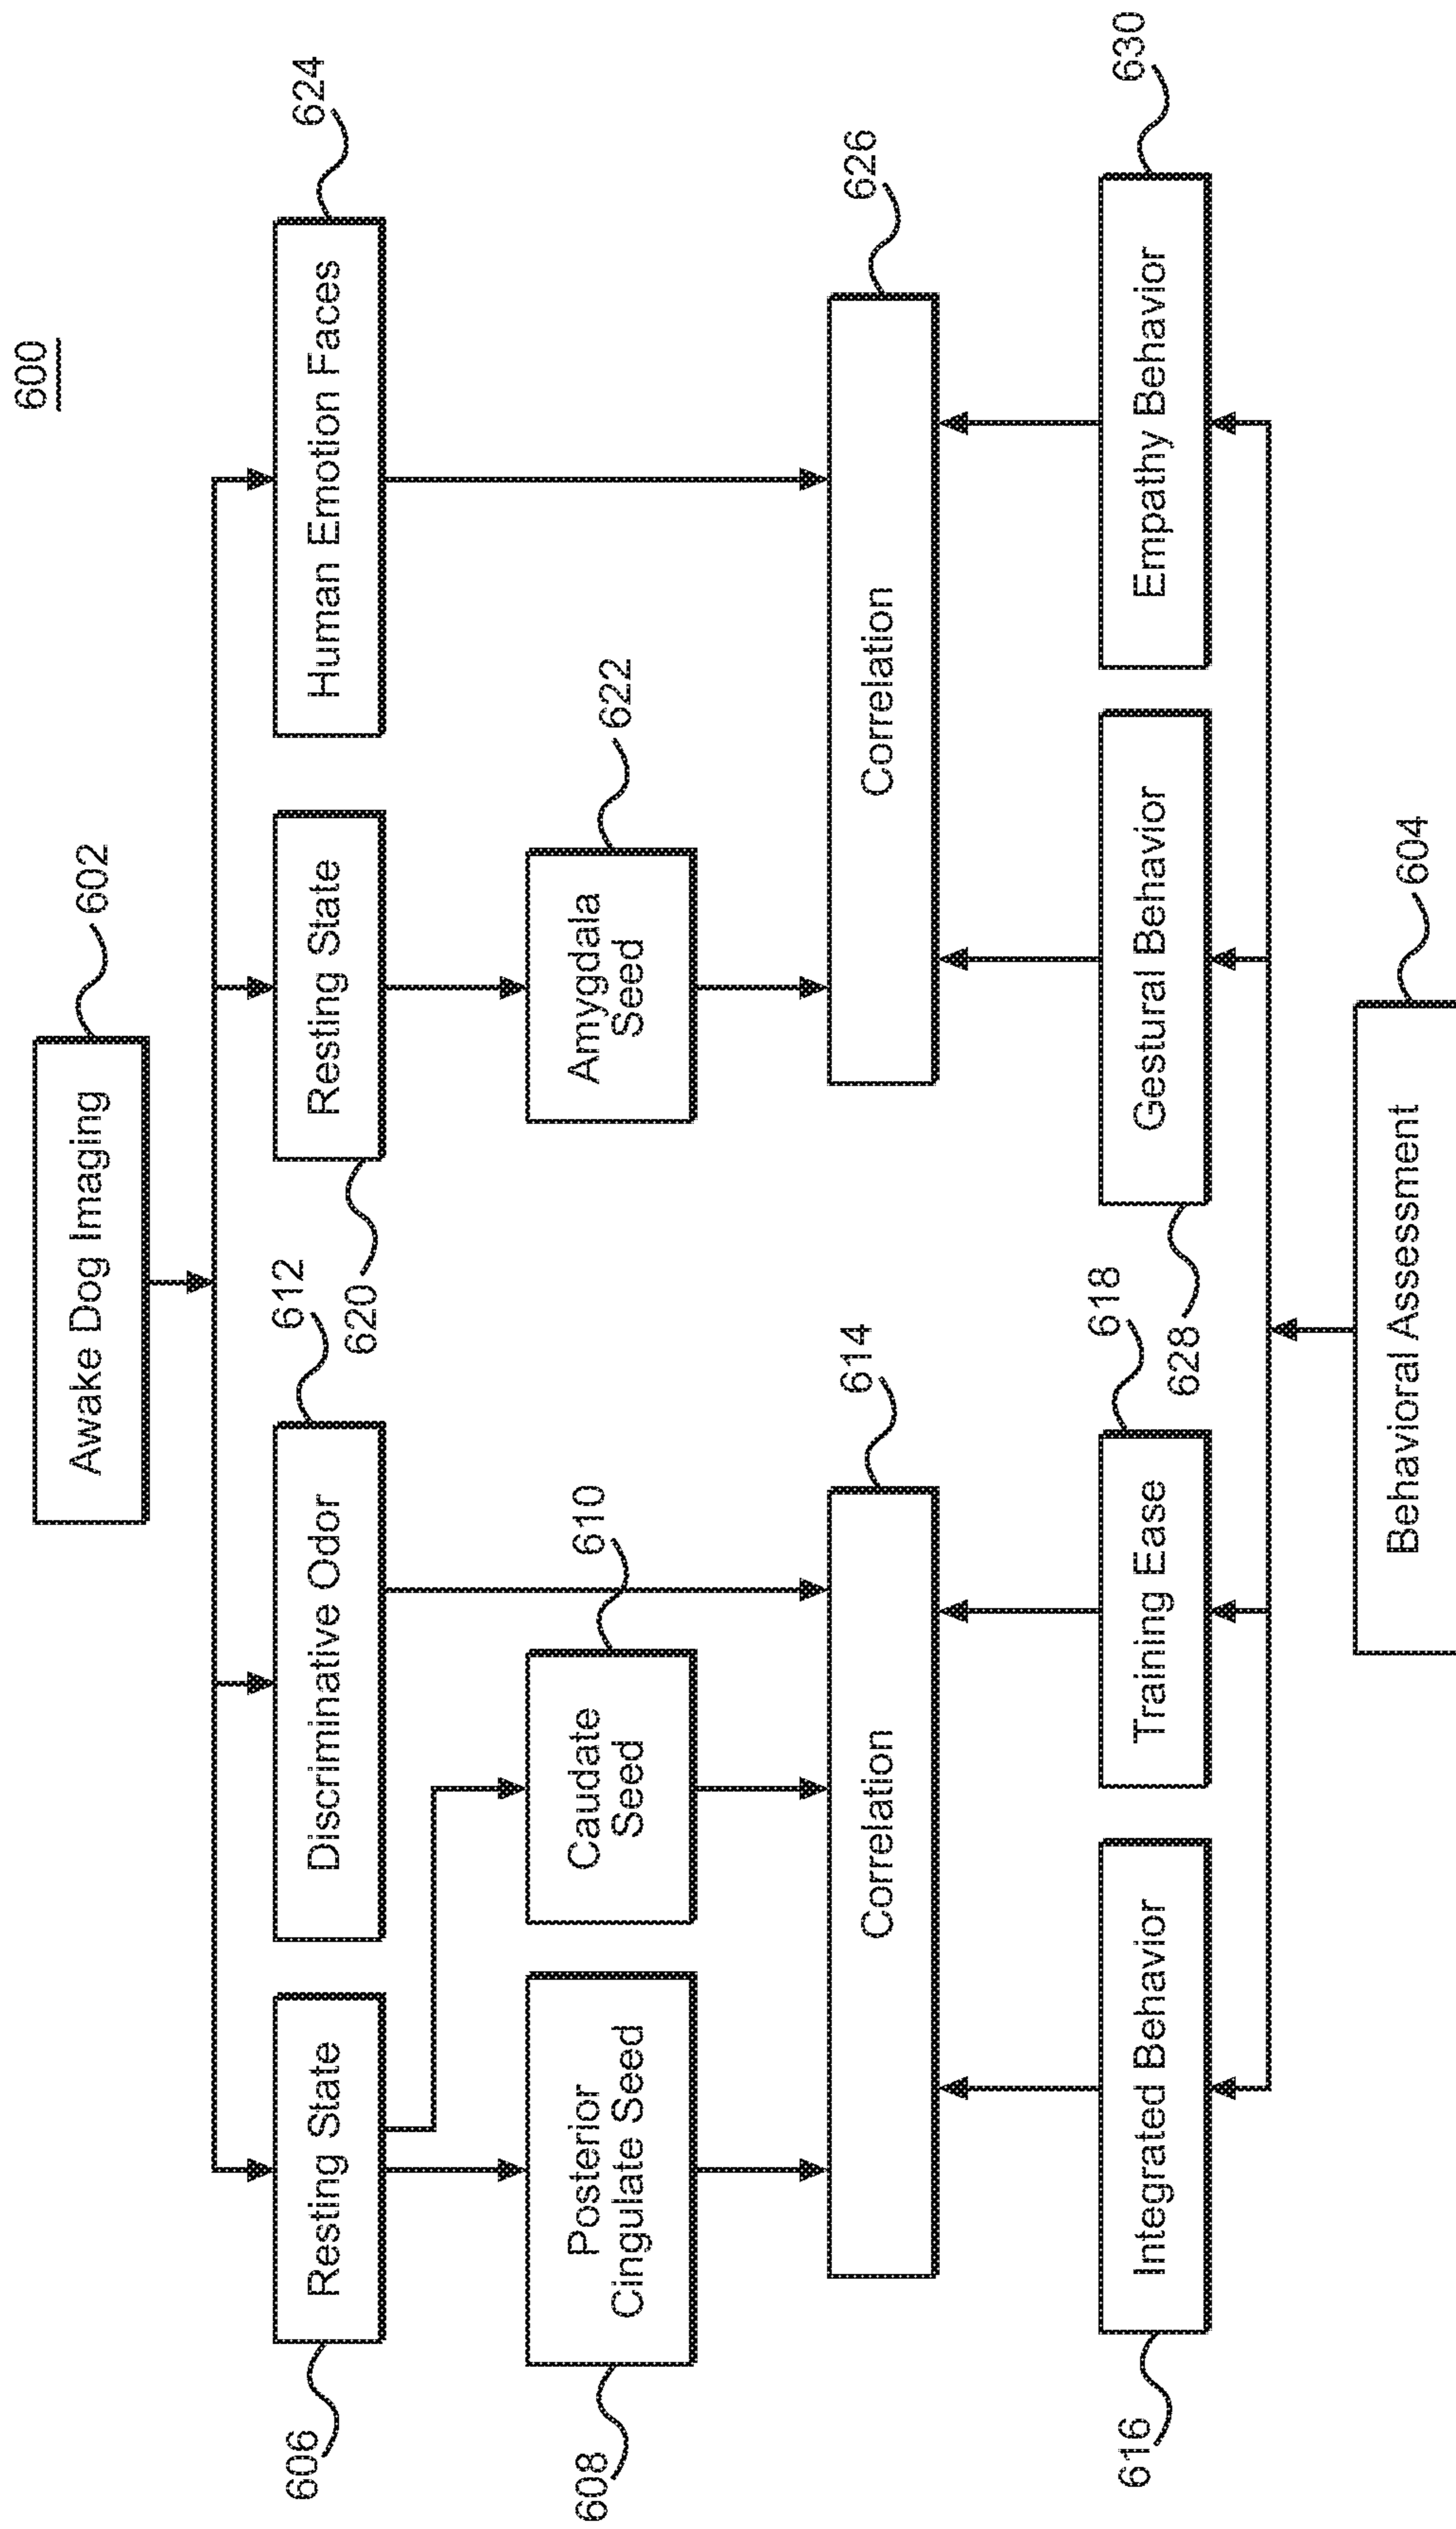 600
Awake Dog Imaging
602
Resting State
606
Discriminative Odor
612
Resting State
620
Human Emotion Faces
624
Posterior
Cingulate Seed
608
Caudate
Seed
610
Amygdala
Seed
622
Correlation
614
Correlation
626
Integrated Behavior
616
Training Ease
618
Gestural Behavior
628
Empathy Behavior
630
Behavioral Assessment
604